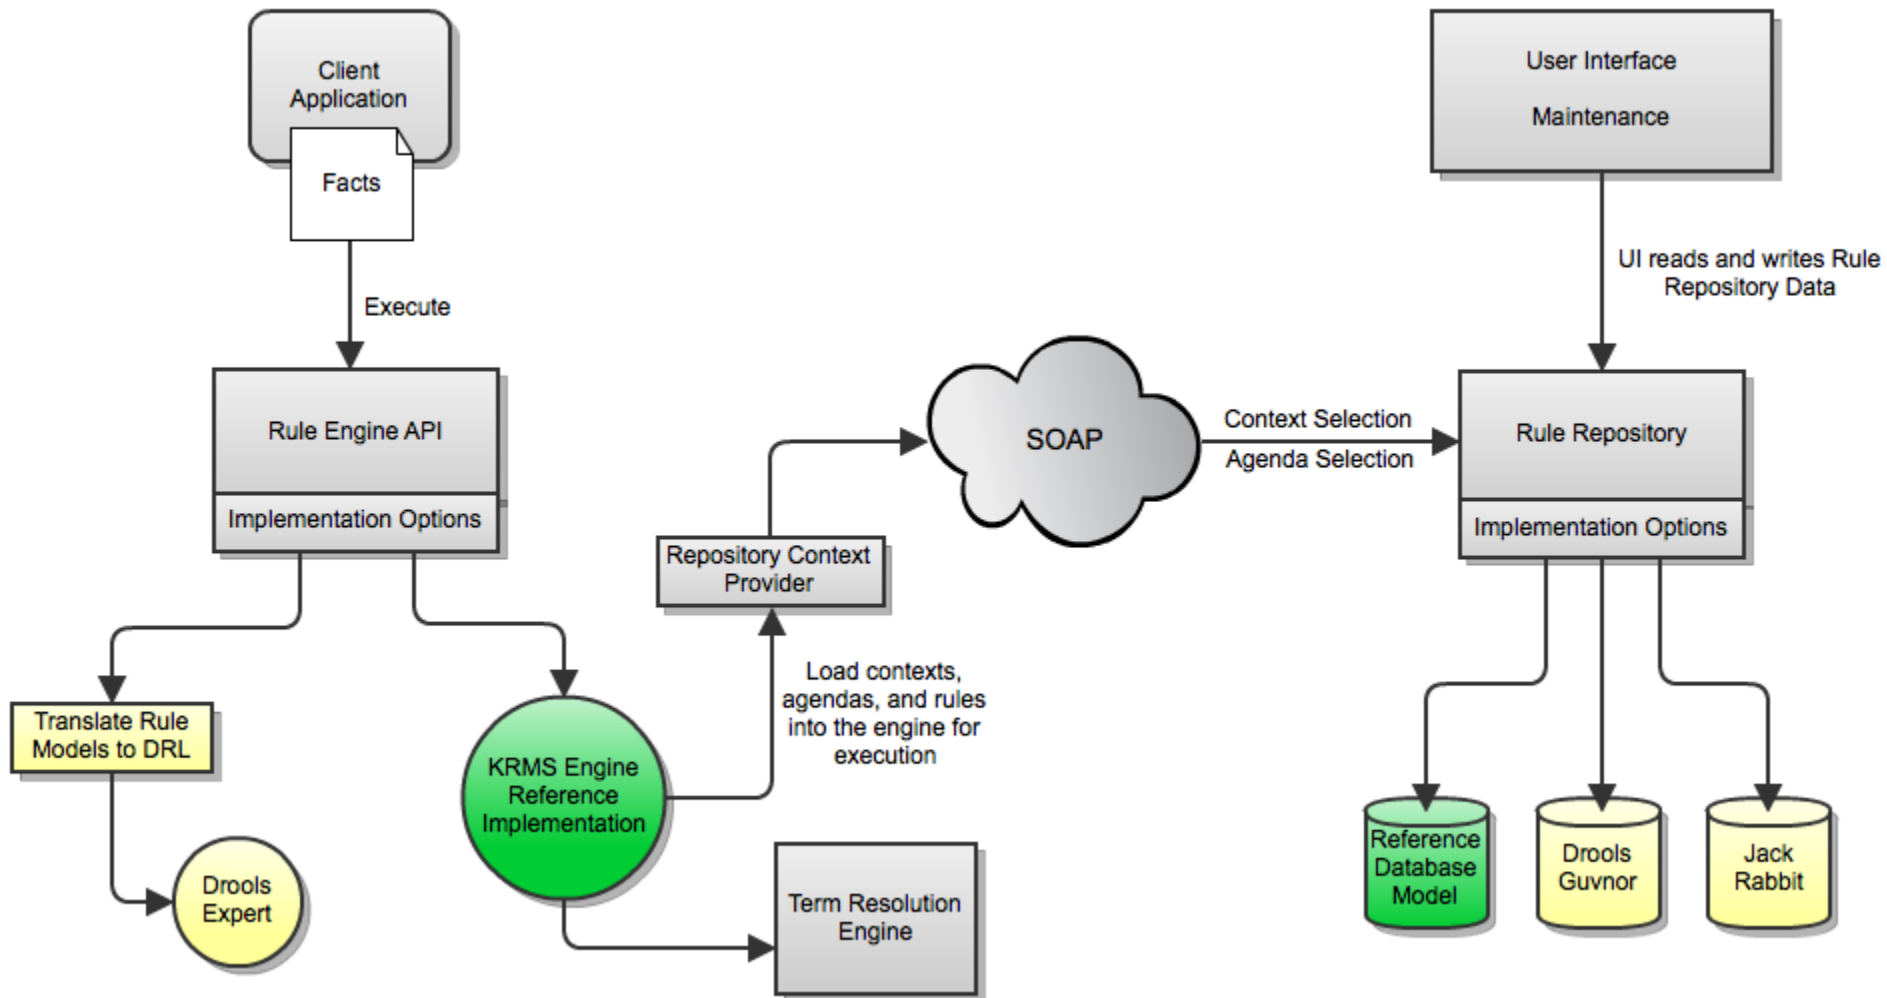 Client
Application
Facts
Execute
Rule Engine API
Implementation Options
Translate Rule
Models to DRL
Drools
Expert
KRMS Engine
Reference
Implementation
Repository Context
Provider
Load contexts,
agendas, and rules
into the engine for
execution
Term Resolution
Engine
SOAP
Context Selection
Agenda Selection
User Interface
Maintenance
UI reads and writes Rule
Repository Data
Rule Repository
Implementation Options
Reference
Database
Model
Drools
Guvnor
Jack
Rabbit